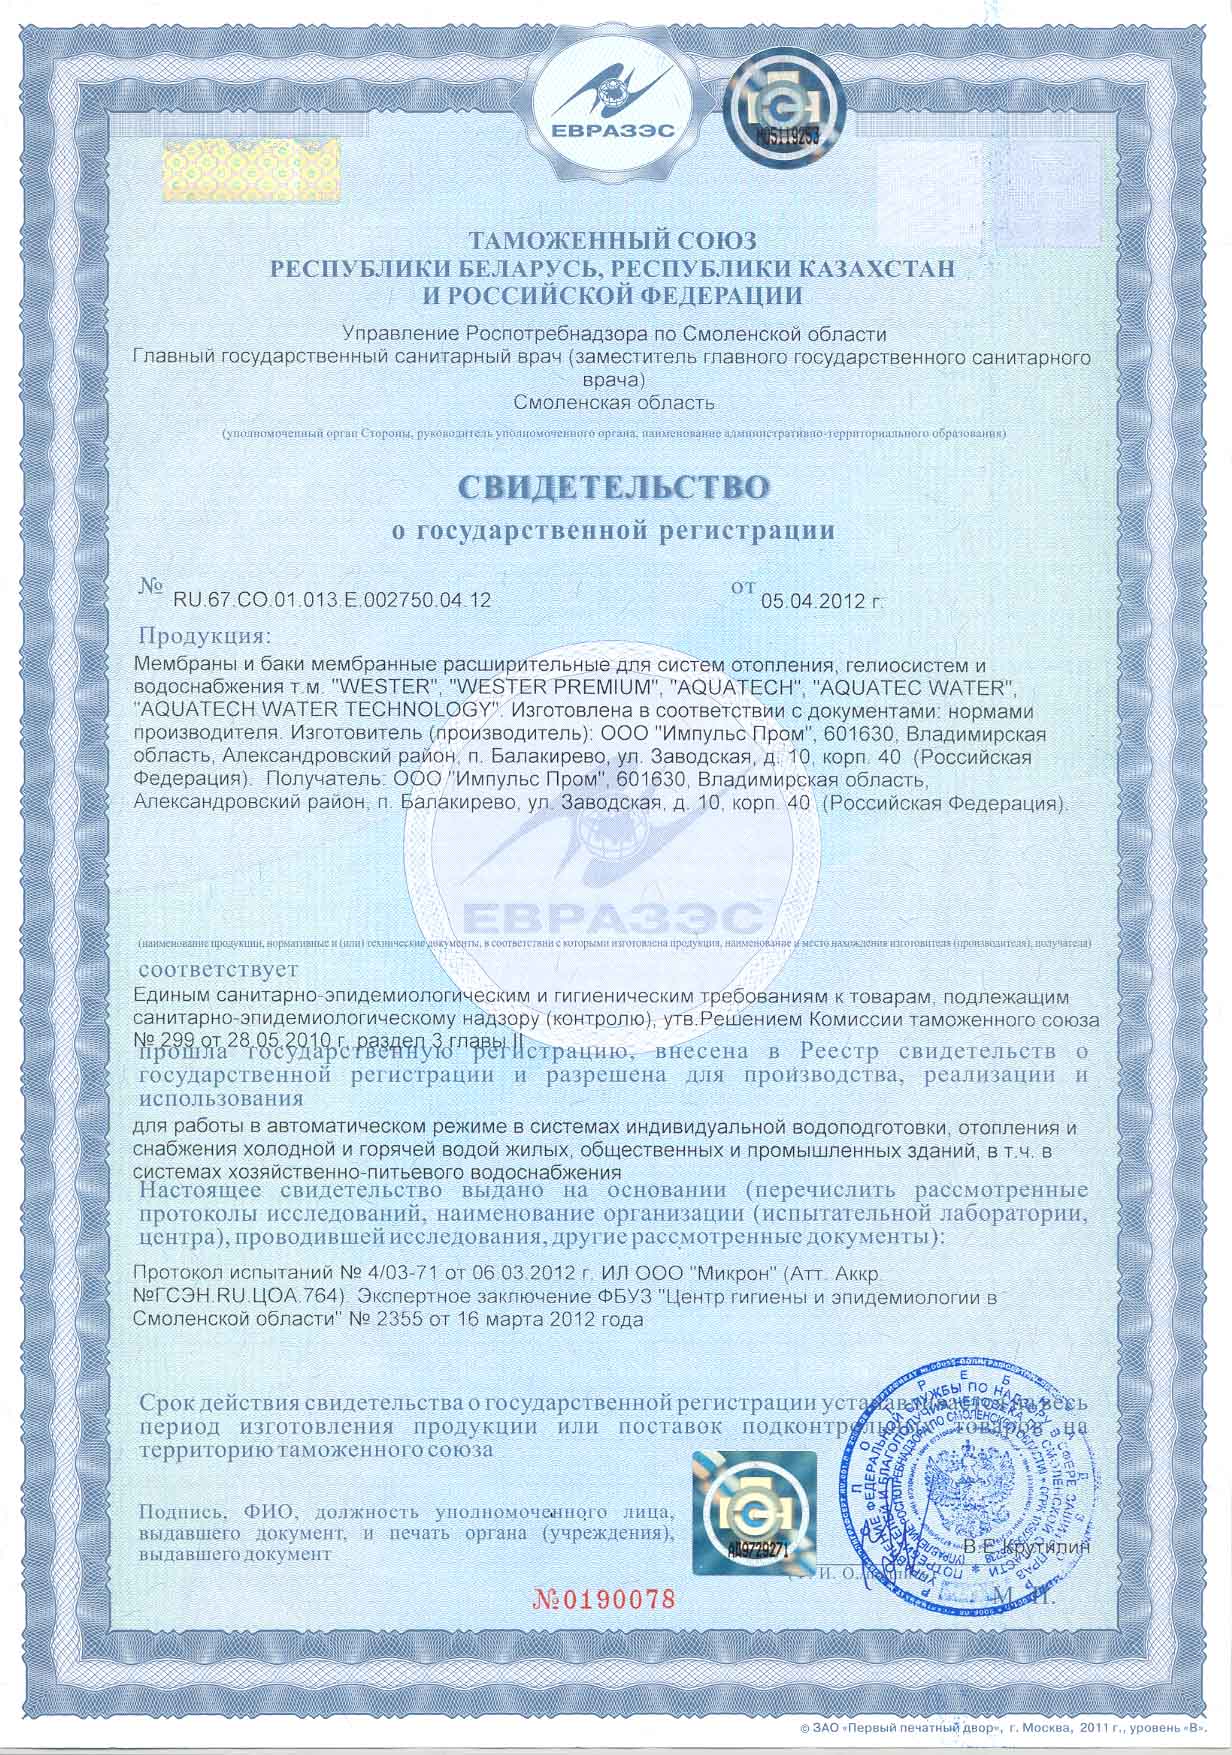 ЕВРАЗЭС
М05119253
ТАМОЖЕННЫЙ СОЮЗ
РЕСПУБЛИКИ БЕЛАРУСЬ, РЕСПУБЛИКИ КАЗАХСТАН
И РОССИЙСКОЙ ФЕДЕРАЦИИ
Управление Роспотребнадзора по Смоленской области
Главный государственный санитарный врач (заместитель главного государственного санитарного
врача)
Смоленская область
(уполномоченный орган Стороны, руководитель уполномоченного органа, наименование административно-территориального образования)
СВИДЕТЕЛЬСТВО
о государственной регистрации
№ RU.67.CO.01.013.E.002750.04.12 от 05.04.2012 г.
Продукция:
Мембраны и баки мембранные расширительные для систем отопления, гелиосистем и
водоснабжения т.м. "WESTER", "WESTER PREMIUM", "AQUATECH", "AQUATEC WATER",
"AQUATECH WATER TECHNOLOGY". Изготовлена в соответствии с документами: нормами
производителя. Изготовитель (производитель): ООО "Импульс Пром", 601630, Владимирская
область, Александровский район, п. Балакирево, ул. Заводская, д. 10, корп. 40 (Российская
Федерация). Получатель: ООО "Импульс Пром", 601630, Владимирская область,
Александровский район, п. Балакирево, ул. Заводская, д. 10, корп. 40 (Российская Федерация).
ЕВРАЗЭС
(наименование продукции, нормативные и (или) технические документы, в соответствии с которыми изготовлена продукция, наименование и место нахождения изготовителя (производителя), получателя)
соответствует
Единым санитарно-эпидемиологическим и гигиеническим требованиям к товарам, подлежащим
санитарно-эпидемиологическому надзору (контролю), утв.Решением Комиссии таможенного союза
№ 299 от 28.05.2010 г. раздел 3 главы II
прошла государственную регистрацию, внесена в Реестр свидетельств о
государственной регистрации и разрешена для производства, реализации и
использования
для работы в автоматическом режиме в системах индивидуальной водоподготовки, отопления и
снабжения холодной и горячей водой жилых, общественных и промышленных зданий, в т.ч. в
системах хозяйственно-питьевого водоснабжения
Настоящее свидетельство выдано на основании (перечислить рассмотренные
протоколы исследований, наименование организации (испытательной лаборатории,
центра), проводившей исследования, другие рассмотренные документы):
Протокол испытаний № 4/03-71 от 06.03.2012 г. ИЛ ООО "Микрон" (Атт. Аккр.
№ГСЭН.RU.ЦОА.764). Экспертное заключение ФБУЗ "Центр гигиены и эпидемиологии в
Смоленской области" № 2355 от 16 марта 2012 года
Срок действия свидетельства о государственной регистрации устанавливается на весь
период изготовления продукции или поставок подконтрольных товаров на
территорию таможенного союза
Подпись, ФИО, должность уполномоченного лица,
выдавшего документ, и печать органа (учреждения),
выдавшего документ
В.Е.Крутилин
М. П.
№0190078
© ЗАО «Первый печатный двор», г. Москва, 2011 г., уровень «В».